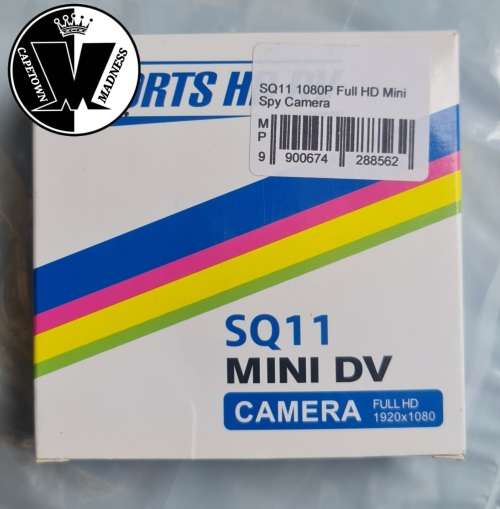 CAPETOWN
MADNESS
SQ11 1080P Full HD Mini
Spy Camera
M
P
9 900674 288562
SQ11
MINI DV
CAMERA
FULL HD
1920x1080